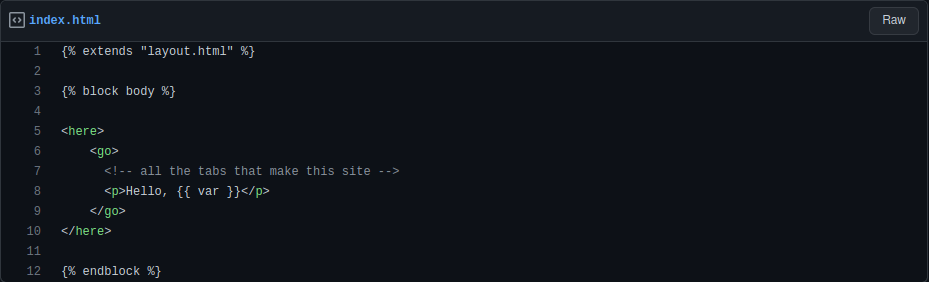 index.html
Raw
1 {% extends "layout.html" %}
2
3 {% block body %}
4
5 <here>
6     <go>
7       <!-- all the tabs that make this site -->
8       <p>Hello, {{ var }}</p>
9     </go>
10 </here>
11
12 {% endblock %}